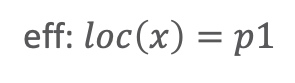 eff: loc(x) = p1